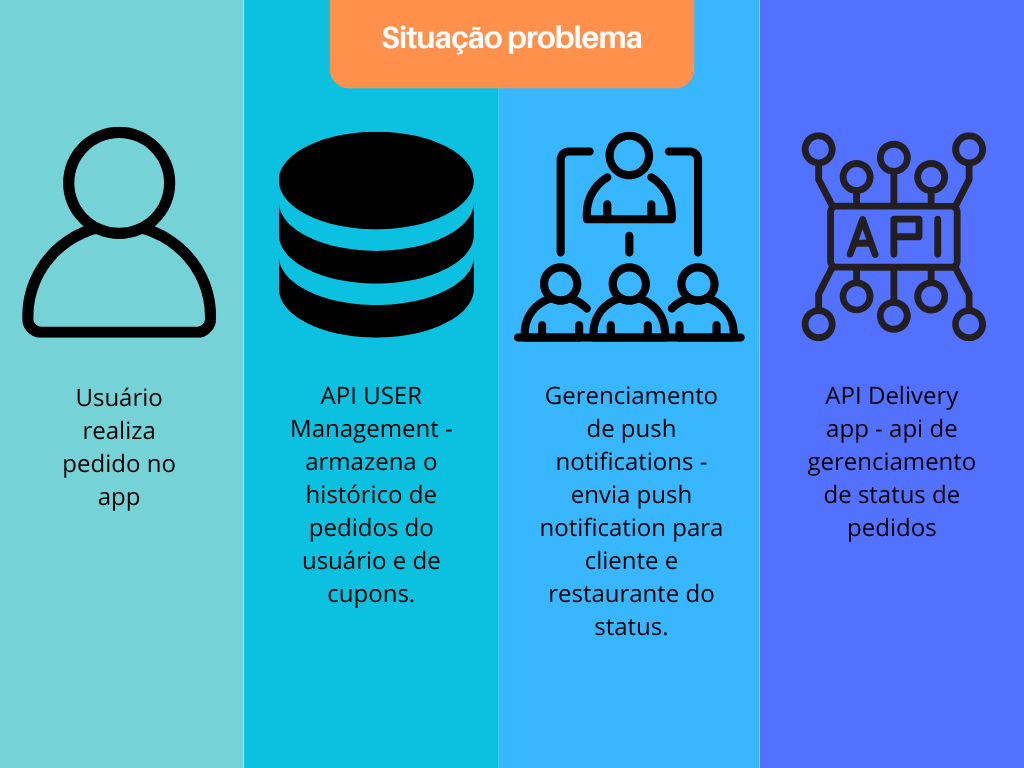 Situação problema
Usuário
realiza
pedido no
app
API USER
Management -
armazena o
histórico de
pedidos do
usuário e de
cupons.
Gerenciamento
de push
notifications -
envia push
notification para
cliente e
restaurante do
status.
API
API Delivery
app - api de
gerenciamento
de status de
pedidos